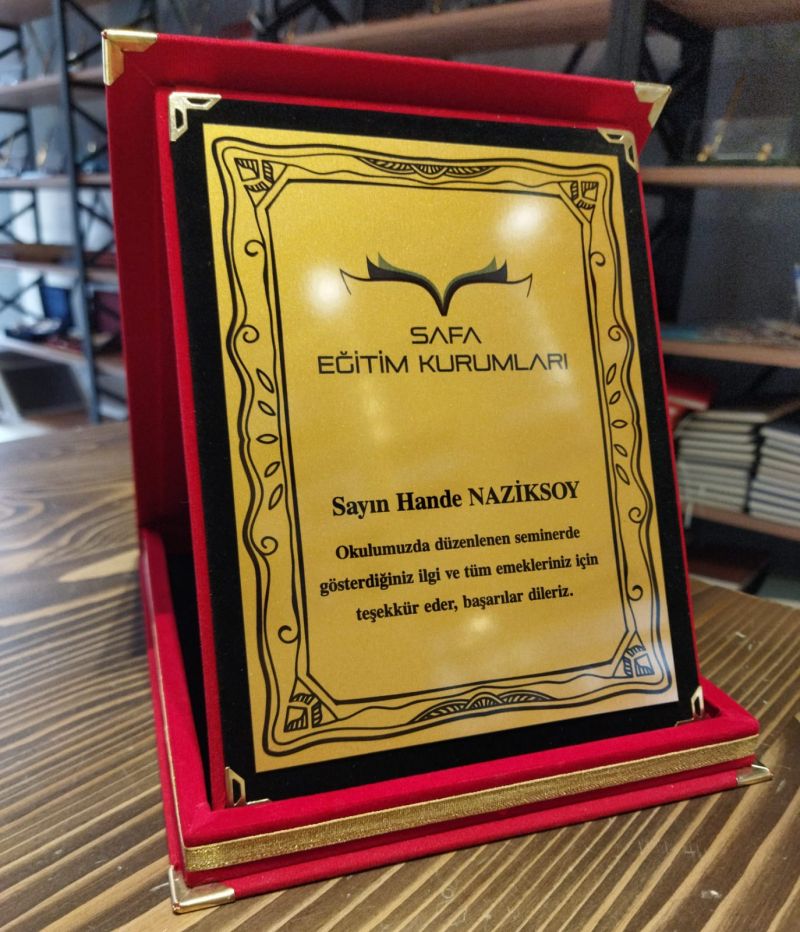 SAFA
EĞİTİM KURUMLARI
Sayın Hande NAZİKSOY
Okulumuzda düzenlenen seminerde
gösterdiğiniz ilgi ve tüm emekleriniz için
teşekkür eder, başarılar dileriz.